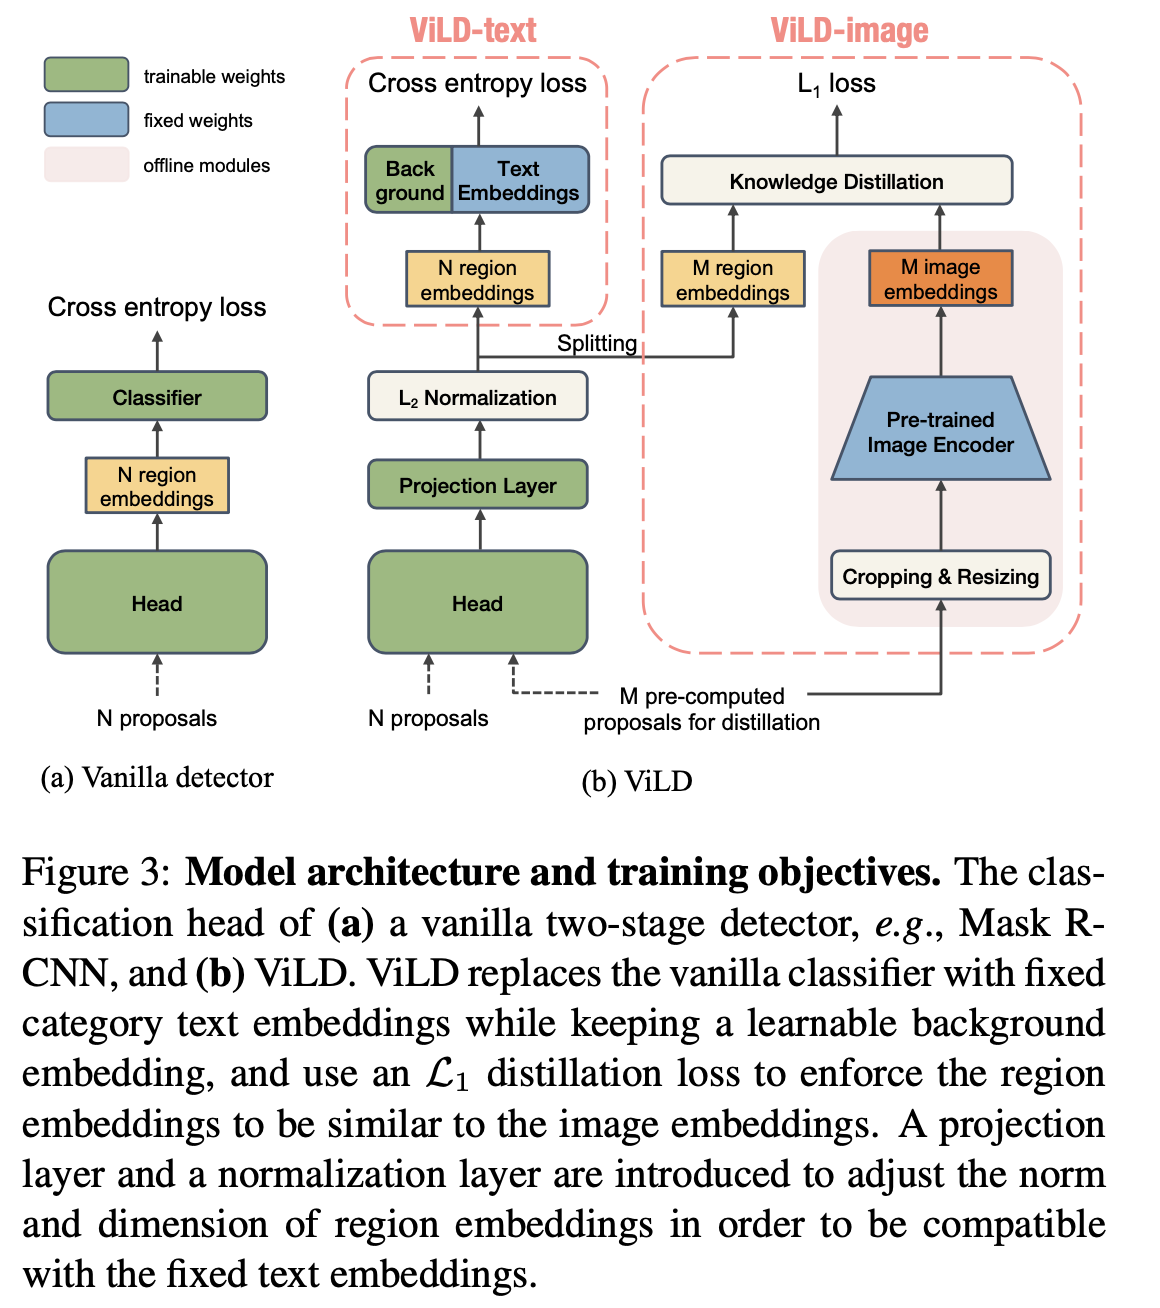 ViLD-text
ViLD-image
trainable weights
fixed weights
offline modules
Cross entropy loss
Classifier
N region
embeddings
Head
N proposals
(a) Vanilla detector
Cross entropy loss
Back
ground
Text
Embeddings
N region
embeddings
Splitting
L₂ Normalization
Projection Layer
Head
N proposals
L₁ loss
Knowledge Distillation
M region
embeddings
M image
embeddings
Pre-trained
Image Encoder
Cropping & Resizing
M pre-computed
proposals for distillation
(b) ViLD
Figure 3: Model architecture and training objectives. The clas-
sification head of (a) a vanilla two-stage detector, e.g., Mask R-
CNN, and (b) ViLD. ViLD replaces the vanilla classifier with fixed
category text embeddings while keeping a learnable background
embedding, and use an ℒ₁ distillation loss to enforce the region
embeddings to be similar to the image embeddings. A projection
layer and a normalization layer are introduced to adjust the norm
and dimension of region embeddings in order to be compatible
with the fixed text embeddings.